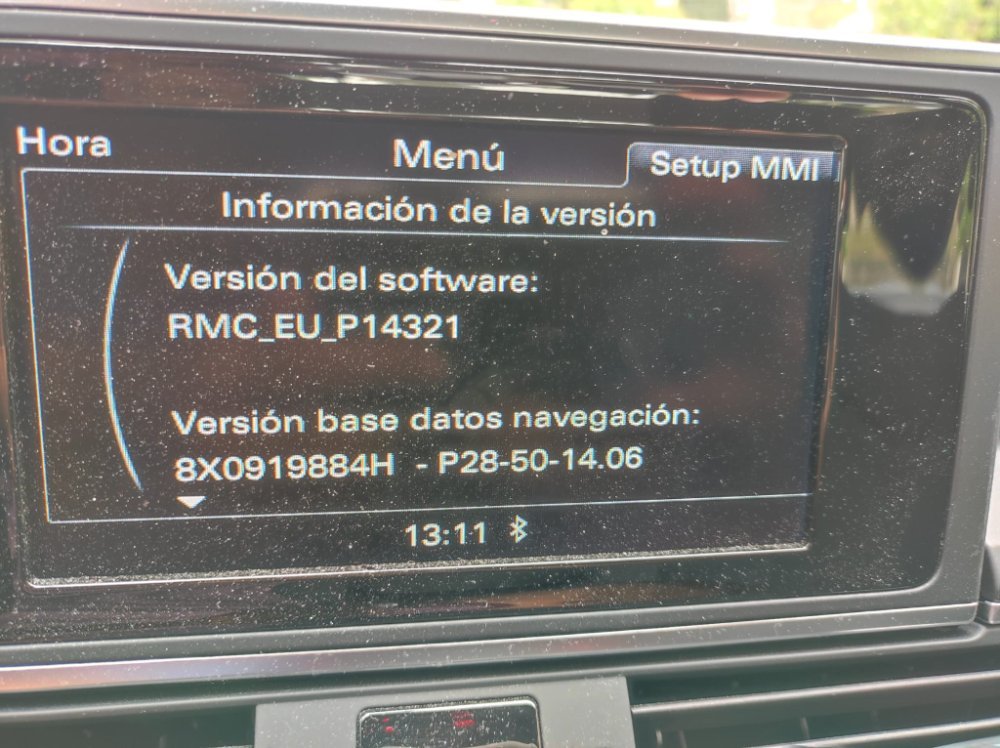 Hora
Menú
Setup MMI
Información de la versión
Versión del software:
RMC_EU_P14321
Versión base datos navegación:
8X0919884H - P28-50-14.06
13:11